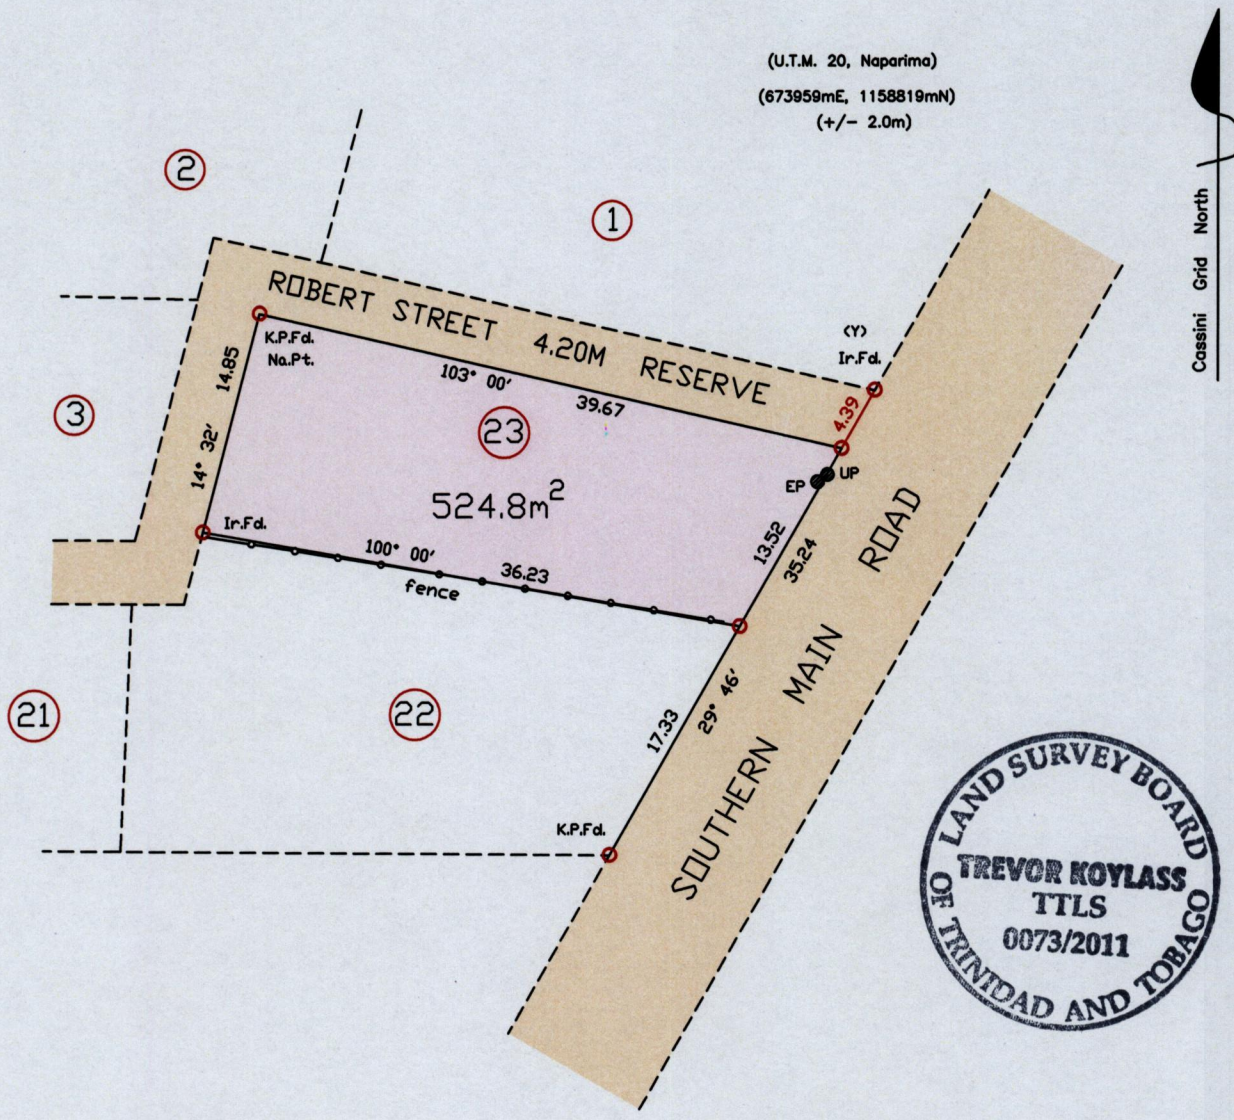 (U.T.M. 20, Naparima)
(673959mE, 1158819mN)
(+/- 2.0m)
Cassini Grid North
2
1
ROBERT STREET 4.20M RESERVE
(Y)
Ir.Fd.
K.P.Fd.
Na.Pt.
103° 00'
39.67
4.39
3
14° 32'
14.85
23
524.8m²
EP
UP
Ir.Fd.
100° 00'
36.23
fence
13.52
35.24
SOUTHERN MAIN ROAD
29° 46'
17.33
21
22
K.P.Fd.
LAND SURVEY BOARD
TREVOR KOYLASS
TTLS
0073/2011
OF TRINIDAD AND TOBAGO